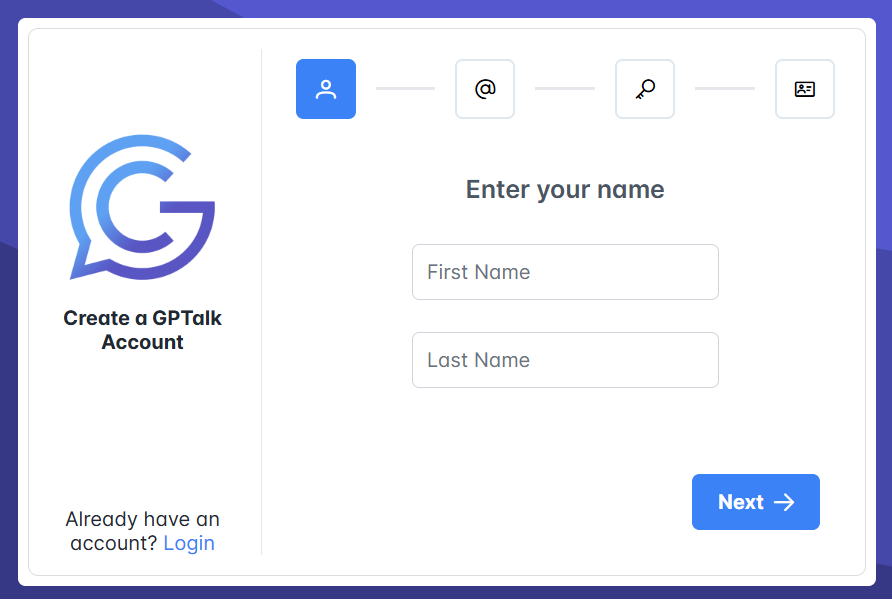 Create a GPTalk
Account
Already have an
account? Login
@
Enter your name
First Name
Last Name
Next →